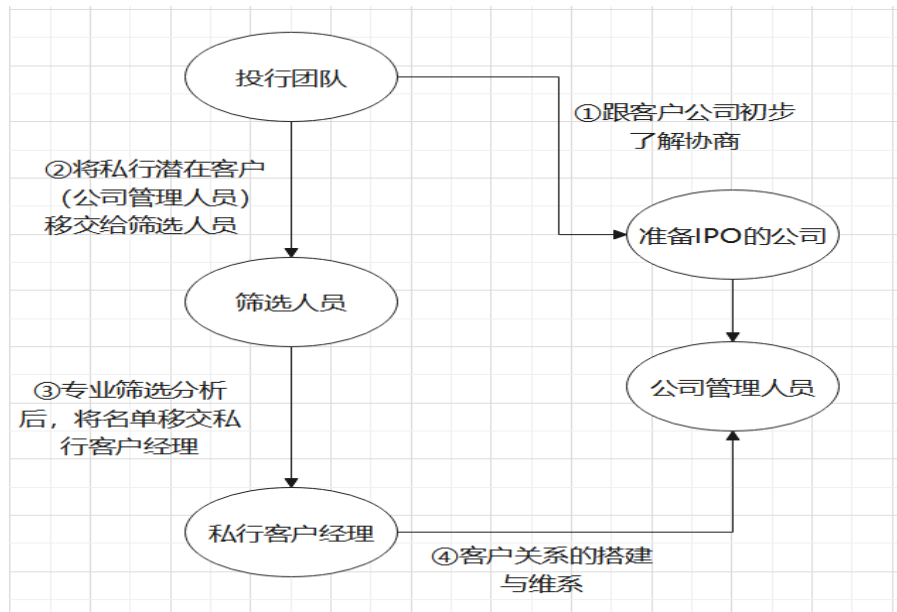 投行团队
①跟客户公司初步
了解协商
②将私行潜在客户
（公司管理人员）
移交给筛选人员
准备IPO的公司
筛选人员
公司管理人员
③专业筛选分析
后，将名单移交私
行客户经理
私行客户经理
④客户关系的搭建
与维系